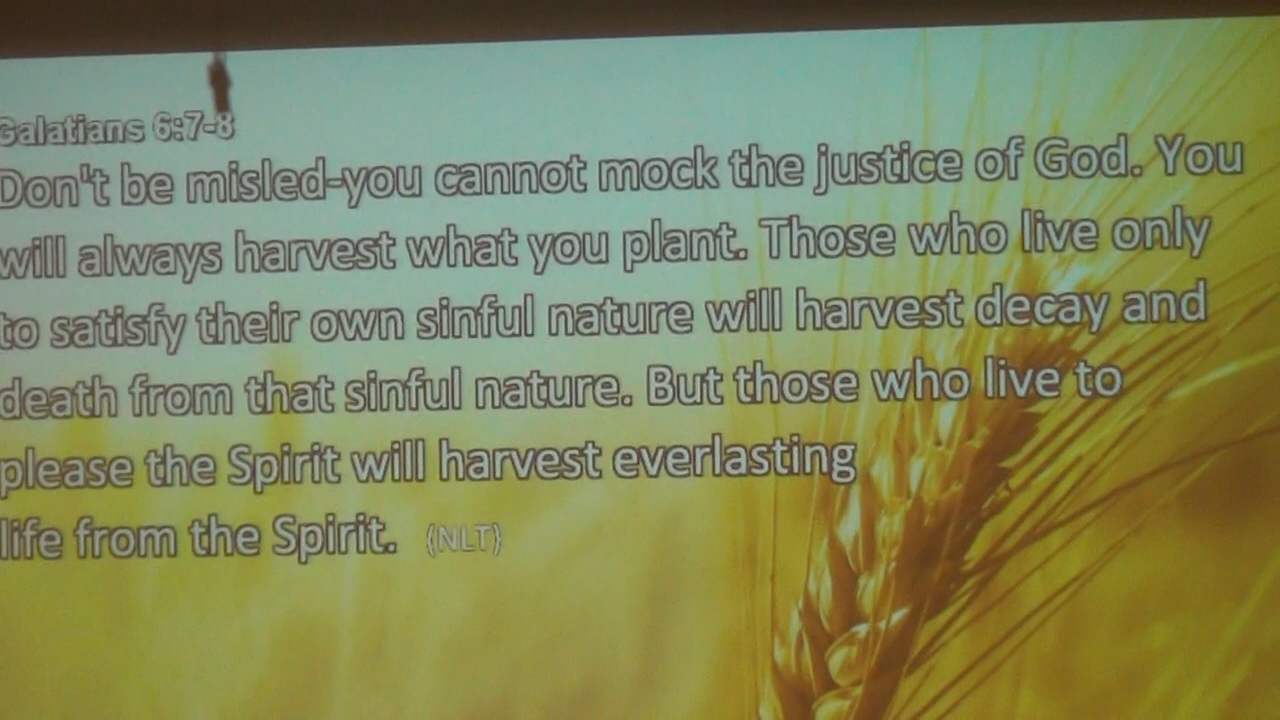 Galatians 6:7-8
Don't be misled-you cannot mock the justice of God. You
will always harvest what you plant. Those who live only
to satisfy their own sinful nature will harvest decay and
death from that sinful nature. But those who live to
please the Spirit will harvest everlasting
life from the Spirit. (NLT)